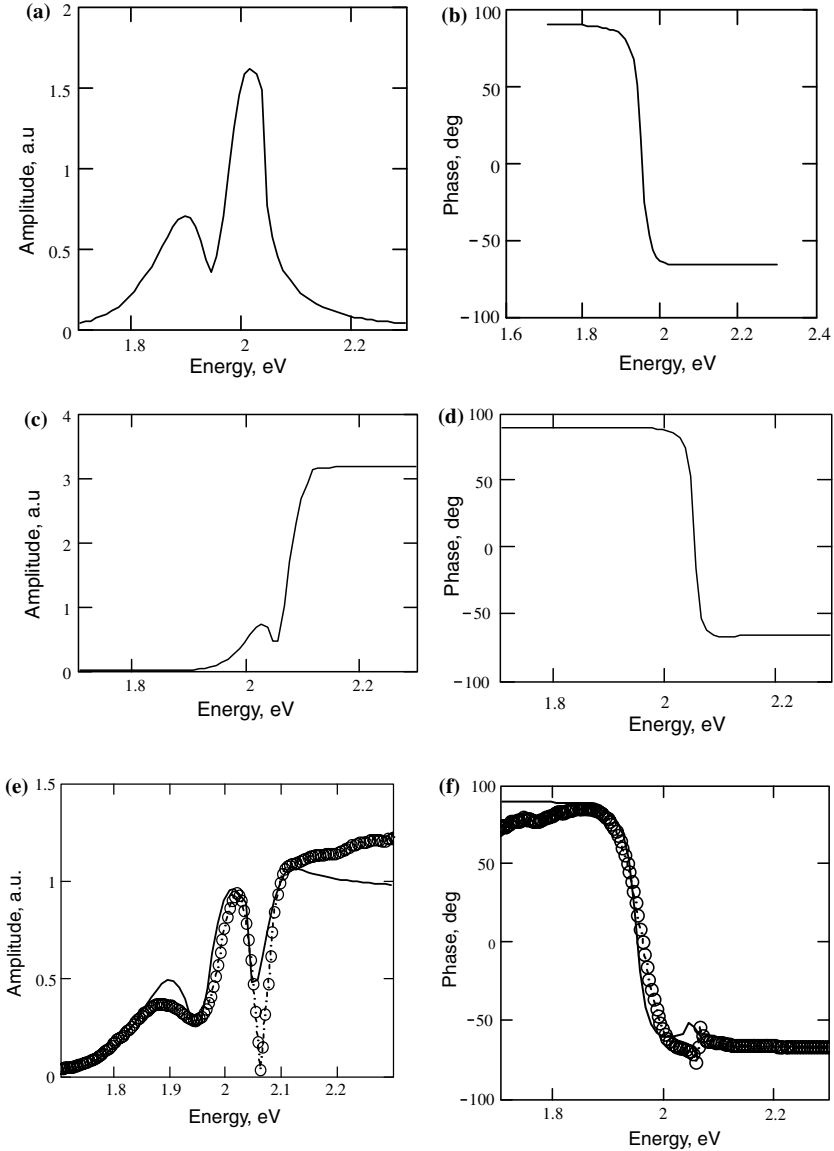 (a)
2
1.5
1
0.5
0
Amplitude, a.u
1.8
2
2.2
Energy, eV
(b)
100
50
0
−50
−100
Phase, deg
1.6
1.8
2
2.2
2.4
Energy, eV
(c)
4
3
2
1
0
Amplitude, a.u
1.8
2
2.2
Energy, eV
(d)
100
50
0
−50
−100
Phase, deg
1.8
2
2.2
Energy, eV
(e)
1.5
1
0.5
0
Amplitude, a.u.
1.8
1.9
2
2.1
2.2
Energy, eV
(f)
100
50
0
−50
−100
Phase, deg
1.8
2
2.2
Energy, eV